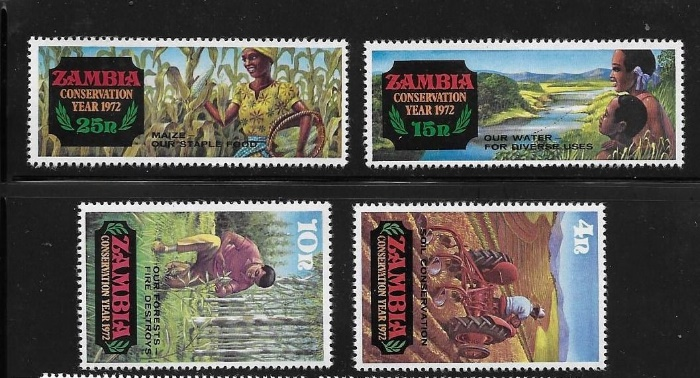 ZAMBIA
CONSERVATION
YEAR 1972
25n
MAIZE –
OUR STAPLE FOOD
ZAMBIA
CONSERVATION
YEAR 1972
15n
OUR WATER –
FOR DIVERSE USES
10n
ZAMBIA
CONSERVATION YEAR 1972
OUR FORESTS –
FIRE DESTROYS
4n
ZAMBIA
CONSERVATION YEAR 1972
SOIL CONSERVATION